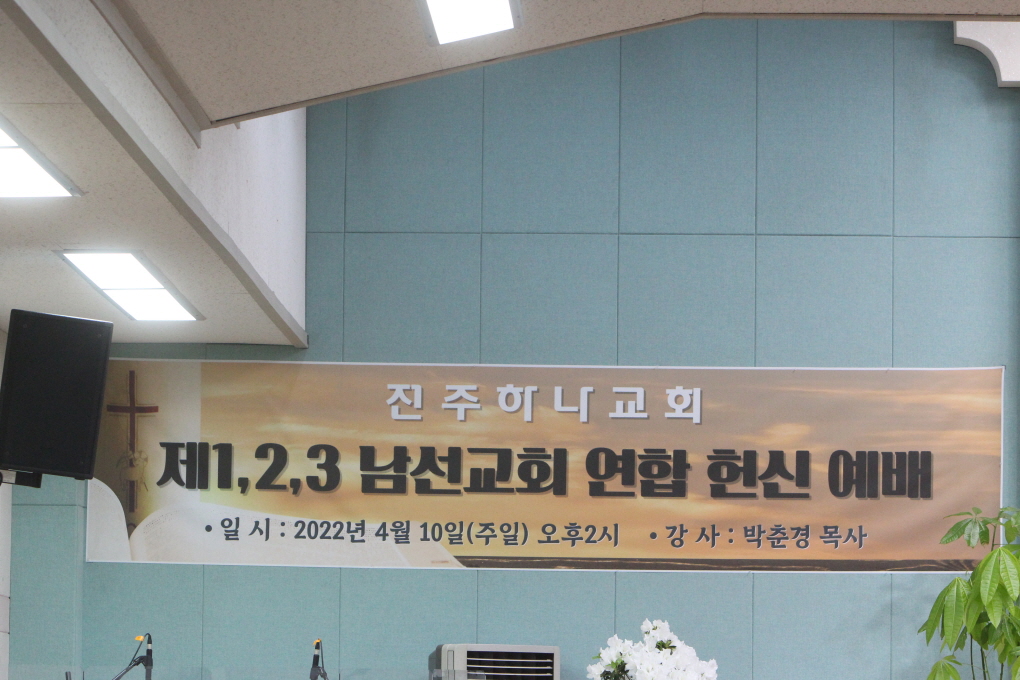 진주하나교회
제1,2,3 남선교회 연합 헌신 예배
• 일 시 : 2022년 4월 10일(주일) 오후2시 • 강 사 : 박춘경 목사